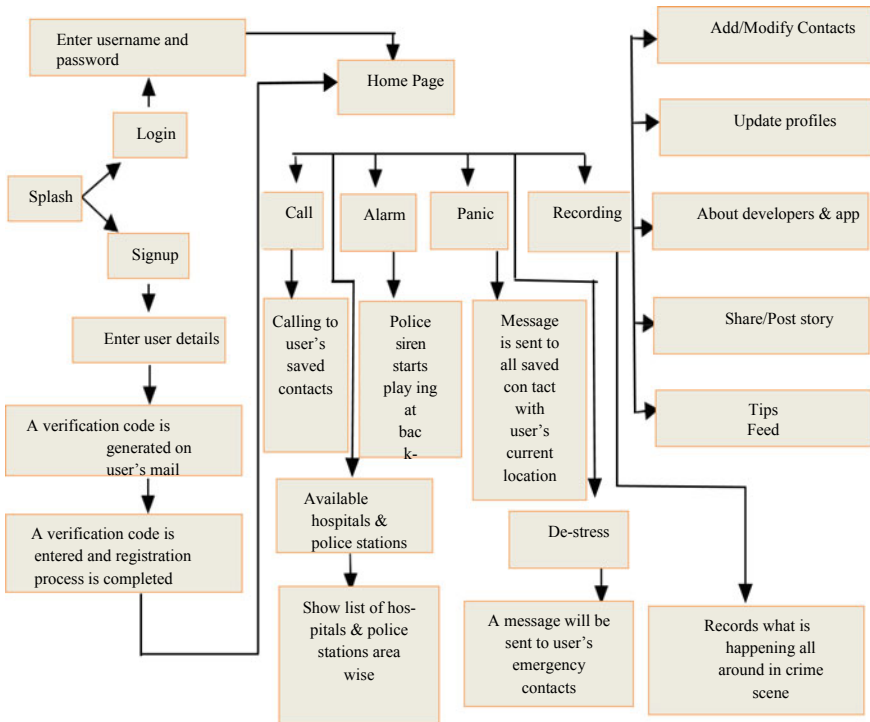 Enter username and
password
Home Page
Add/Modify Contacts
Login
Update profiles
Splash
Call
Alarm
Panic
Recording
About developers & app
Signup
Enter user details
Calling to
user's
saved
contacts
Police
siren
starts
play ing
at
bac
k-
Message
is sent to
all saved
con tact
with
user's
current
location
Share/Post story
Tips
Feed
A verification code is
generated on
user's mail
Available
hospitals &
police stations
A verification code is
entered and registration
process is completed
De-stress
Show list of hos-
pitals & police
stations area
wise
A message will be
sent to user's
emergency
contacts
Records what is
happening all
around in crime
scene